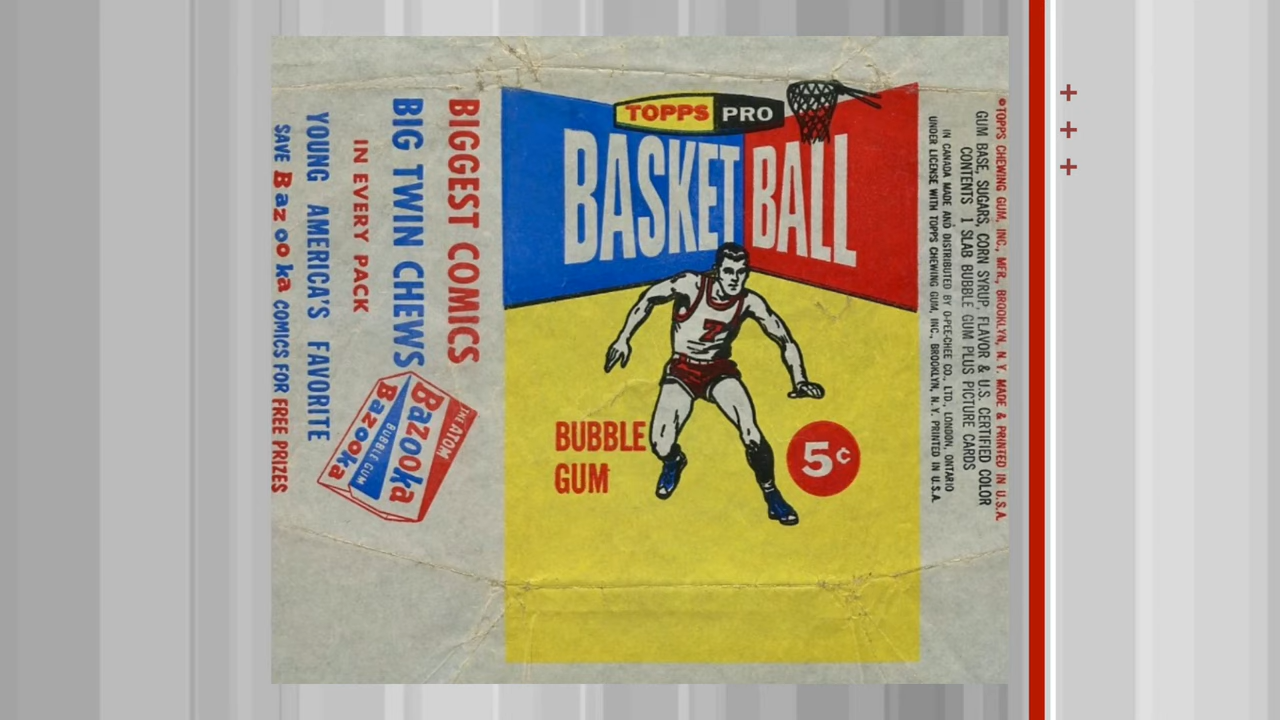 TOPPS PRO
BASKET BALL
BUBBLE
GUM
5¢
7
BIGGEST COMICS
BIG TWIN CHEWS
IN EVERY PACK
YOUNG AMERICA'S FAVORITE
SAVE Bazooka COMICS FOR FREE PRIZES
THE ATOM
Bazooka
BUBBLE GUM
Bazooka
©TOPPS CHEWING GUM, INC., MFR., BROOKLYN, N. Y. MADE & PRINTED IN U.S.A.
GUM BASE, SUGARS, CORN SYRUP, FLAVOR & U.S. CERTIFIED COLOR
CONTENTS 1 SLAB BUBBLE GUM PLUS PICTURE CARDS
IN CANADA MADE AND DISTRIBUTED BY O-PEE-CHEE CO., LTD., LONDON, ONTARIO
UNDER LICENSE WITH TOPPS CHEWING GUM, INC., BROOKLYN, N. Y. PRINTED IN U.S.A.
+
+
+